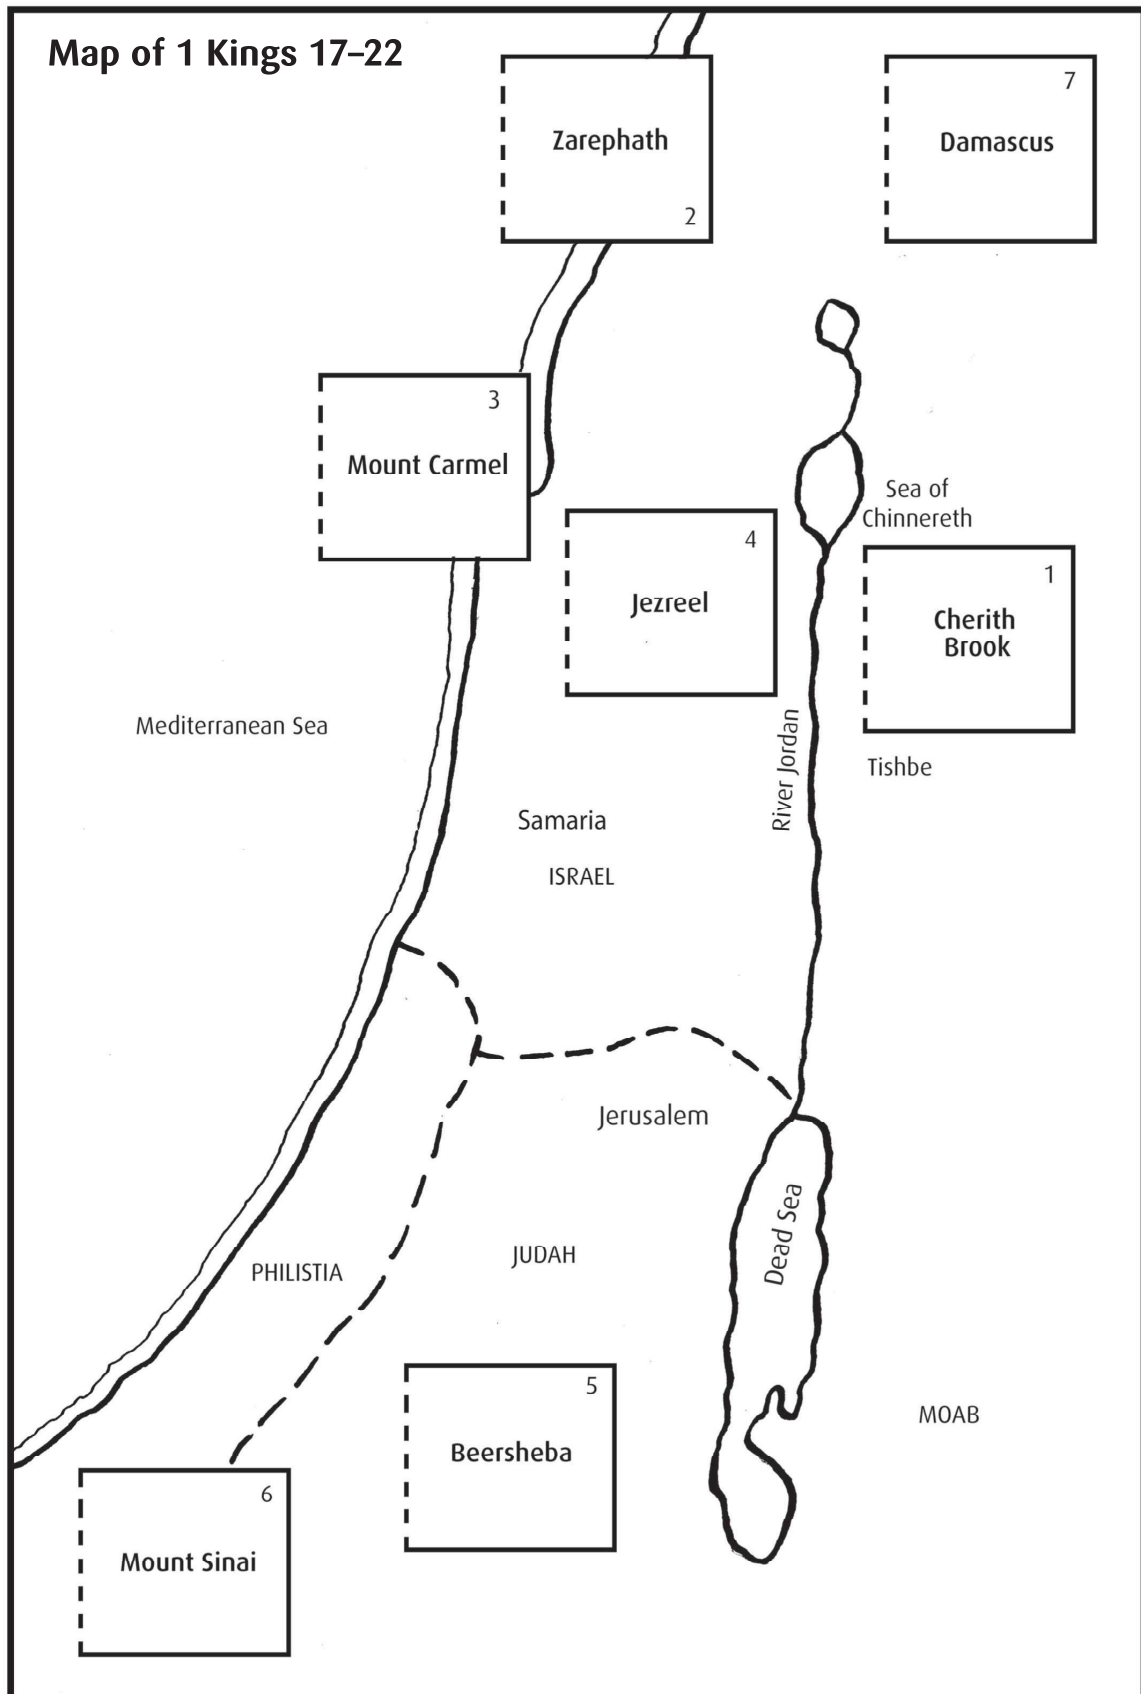 Map of 1 Kings 17–22
Zarephath
2
7
Damascus
3
Mount Carmel
Sea of
Chinnereth
4
Jezreel
1
Cherith
Brook
Mediterranean Sea
River Jordan
Tishbe
Samaria
ISRAEL
Jerusalem
Dead Sea
JUDAH
PHILISTIA
5
Beersheba
MOAB
6
Mount Sinai